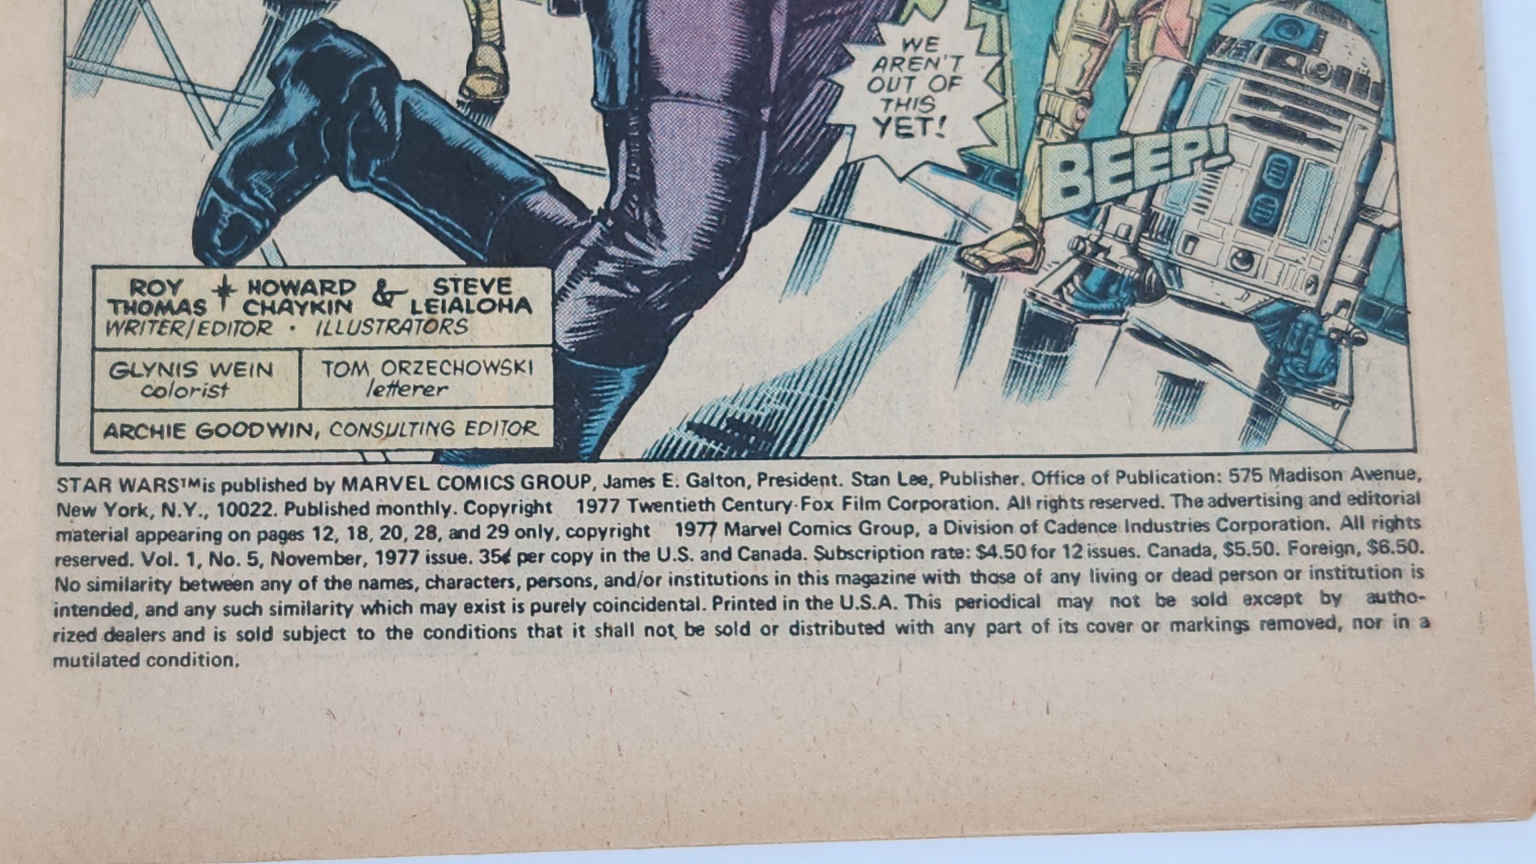 WE
AREN'T
OUT OF
THIS
YET!
BEEP!
ROY HOWARD & STEVE
THOMAS CHAYKIN LEIALOHA
WRITER/EDITOR · ILLUSTRATORS
GLYNIS WEIN
colorist
TOM ORZECHOWSKI
letterer
ARCHIE GOODWIN, CONSULTING EDITOR
STAR WARS™ is published by MARVEL COMICS GROUP, James E. Galton, President. Stan Lee, Publisher. Office of Publication: 575 Madison Avenue,
New York, N.Y., 10022. Published monthly. Copyright 1977 Twentieth Century-Fox Film Corporation. All rights reserved. The advertising and editorial
material appearing on pages 12, 18, 20, 28, and 29 only, copyright 1977 Marvel Comics Group, a Division of Cadence Industries Corporation. All rights
reserved. Vol. 1, No. 5, November, 1977 issue. 35¢ per copy in the U.S. and Canada. Subscription rate: $4.50 for 12 issues. Canada, $5.50. Foreign, $6.50.
No similarity between any of the names, characters, persons, and/or institutions in this magazine with those of any living or dead person or institution is
intended, and any such similarity which may exist is purely coincidental. Printed in the U.S.A. This periodical may not be sold except by autho-
rized dealers and is sold subject to the conditions that it shall not be sold or distributed with any part of its cover or markings removed, nor in a
mutilated condition.